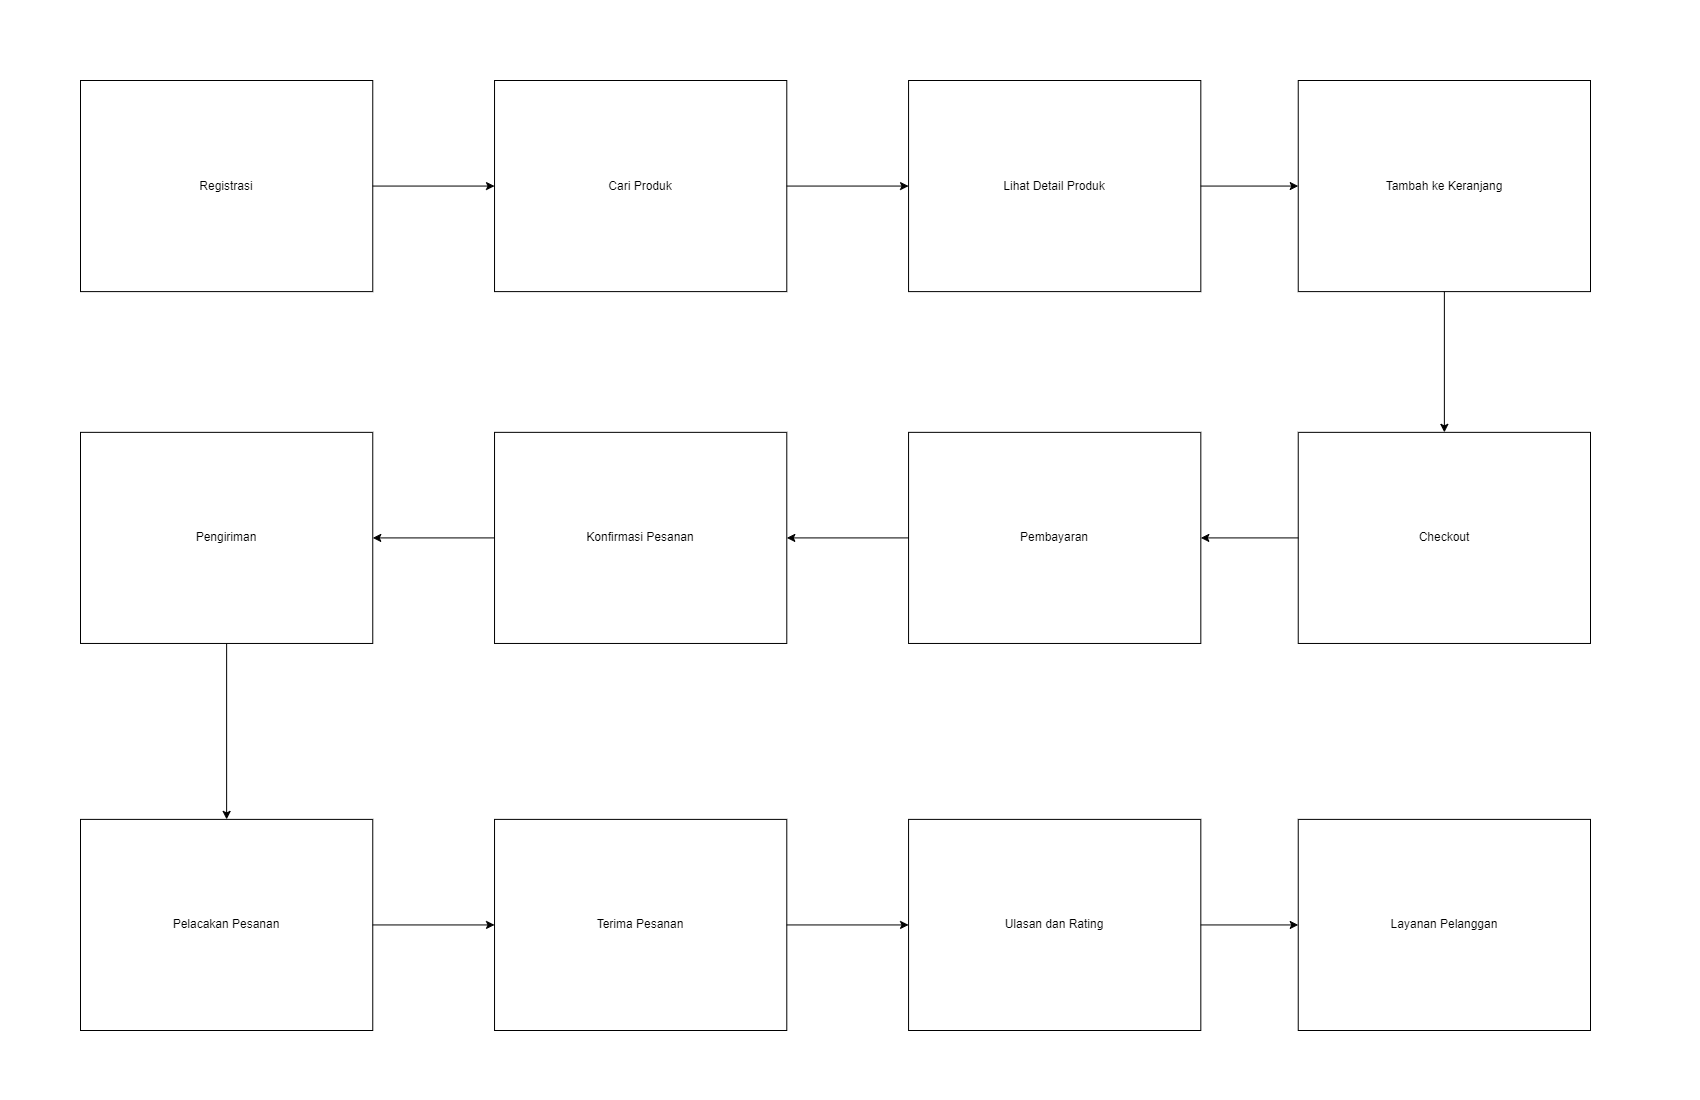 Registrasi
Cari Produk
Lihat Detail Produk
Tambah ke Keranjang
Pengiriman
Konfirmasi Pesanan
Pembayaran
Checkout
Pelacakan Pesanan
Terima Pesanan
Ulasan dan Rating
Layanan Pelanggan